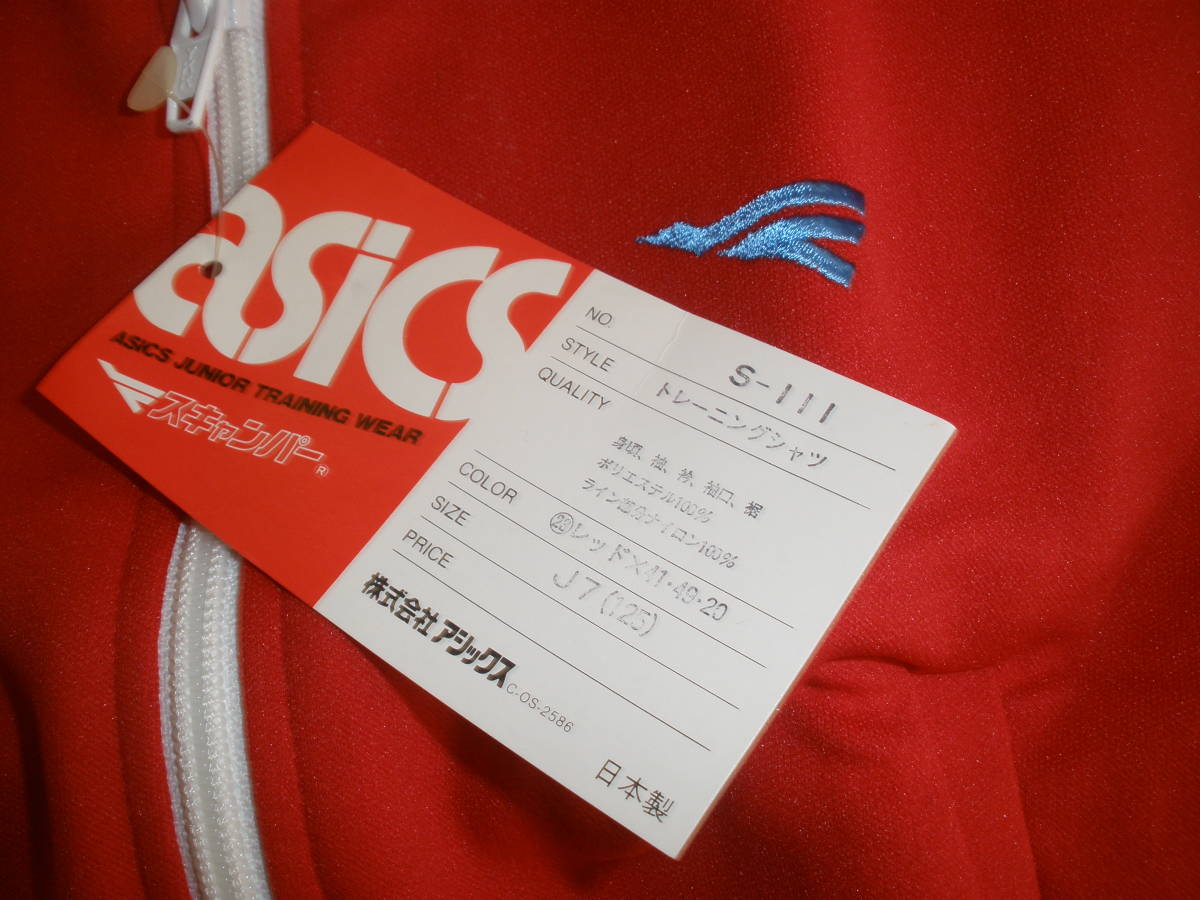 asics
ASICS JUNIOR TRAINING WEAR
スキャンパー®
NO. S-111
STYLE トレーニングシャツ
QUALITY
身頃、袖、衿、袖口、裾
ポリエステル100%
ライン部分ナイロン100%
COLOR ㉓レッド×41・49・20
SIZE J7(125)
PRICE
株式会社アシックス C-OS-2586
日本製